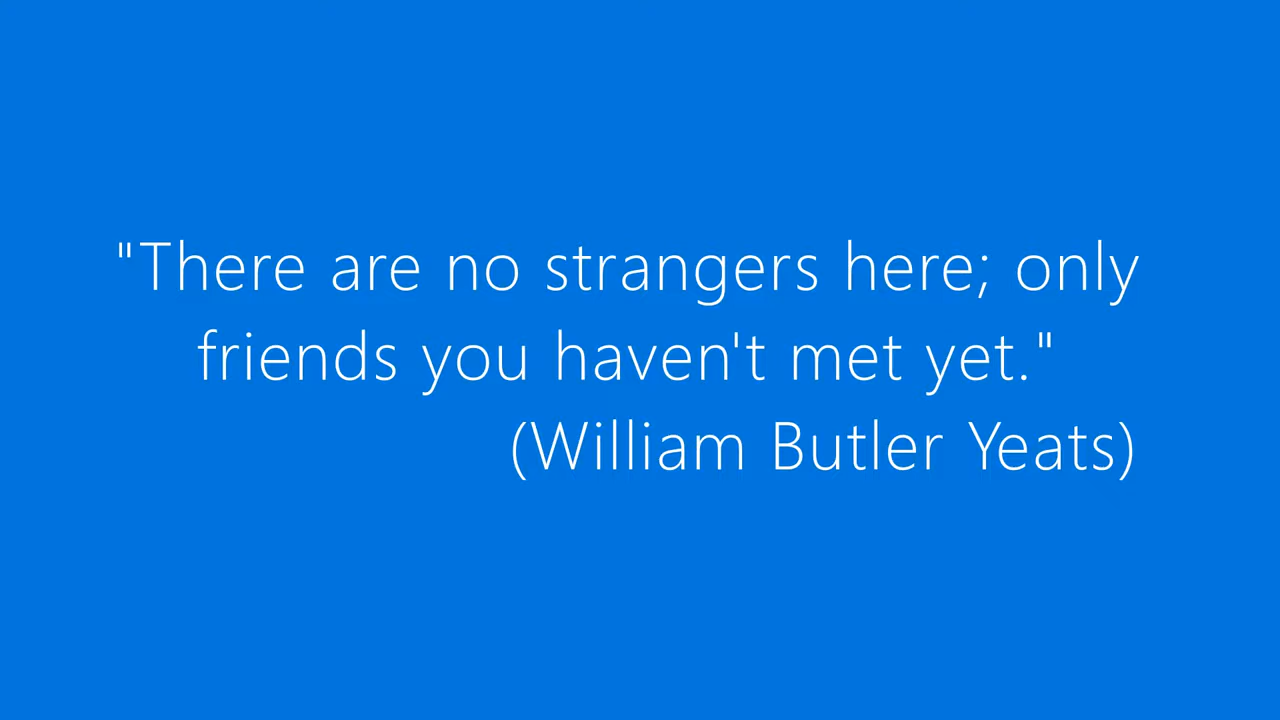 "There are no strangers here; only
friends you haven't met yet."
(William Butler Yeats)